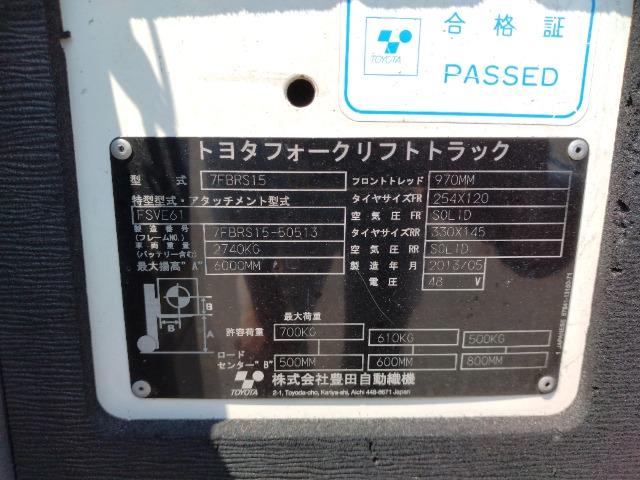 合格証
TOYOTA
PASSED
トヨタフォークリフトトラック
型 式 7FBRS15 フロントトレッド 970MM
特型型式・アタッチメント型式 タイヤサイズFR 254X120
FSVE61 空気圧FR SOLID
製造番号 (フレームNO.) 7FBRS15-50513 タイヤサイズRR 330X145
車両重量 (バッテリー含む) 2740KG 空気圧RR SOLID
最大揚高"A" 6000MM 製造年月 2013/05
電圧 48 V
B
B
A
最大荷重
許容荷重 700KG 610KG 500KG
ロード
センター"B" 500MM 600MM 800MM
TOYOTA 株式会社豊田自動織機
2-1, Toyoda-cho, Kariya-shi, Aichi 448-8671 Japan